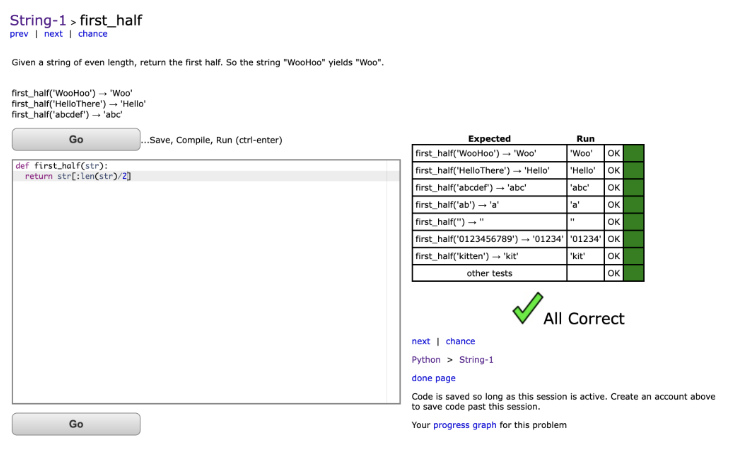 String-1 > first_half
prev | next | chance
Given a string of even length, return the first half. So the string "WooHoo" yields "Woo".
first_half('WooHoo') → 'Woo'
first_half('HelloThere') → 'Hello'
first_half('abcdef') → 'abc'
Go ...Save, Compile, Run (ctrl-enter)
def first_half(str):
return str[:len(str)/2]
Go
Expected Run
first_half('WooHoo') → 'Woo' 'Woo' OK
first_half('HelloThere') → 'Hello' 'Hello' OK
first_half('abcdef') → 'abc' 'abc' OK
first_half('ab') → 'a' 'a' OK
first_half('') → '' '' OK
first_half('0123456789') → '01234' '01234' OK
first_half('kitten') → 'kit' 'kit' OK
other tests OK
All Correct
next | chance
Python > String-1
done page
Code is saved so long as this session is active. Create an account above
to save code past this session.
Your progress graph for this problem